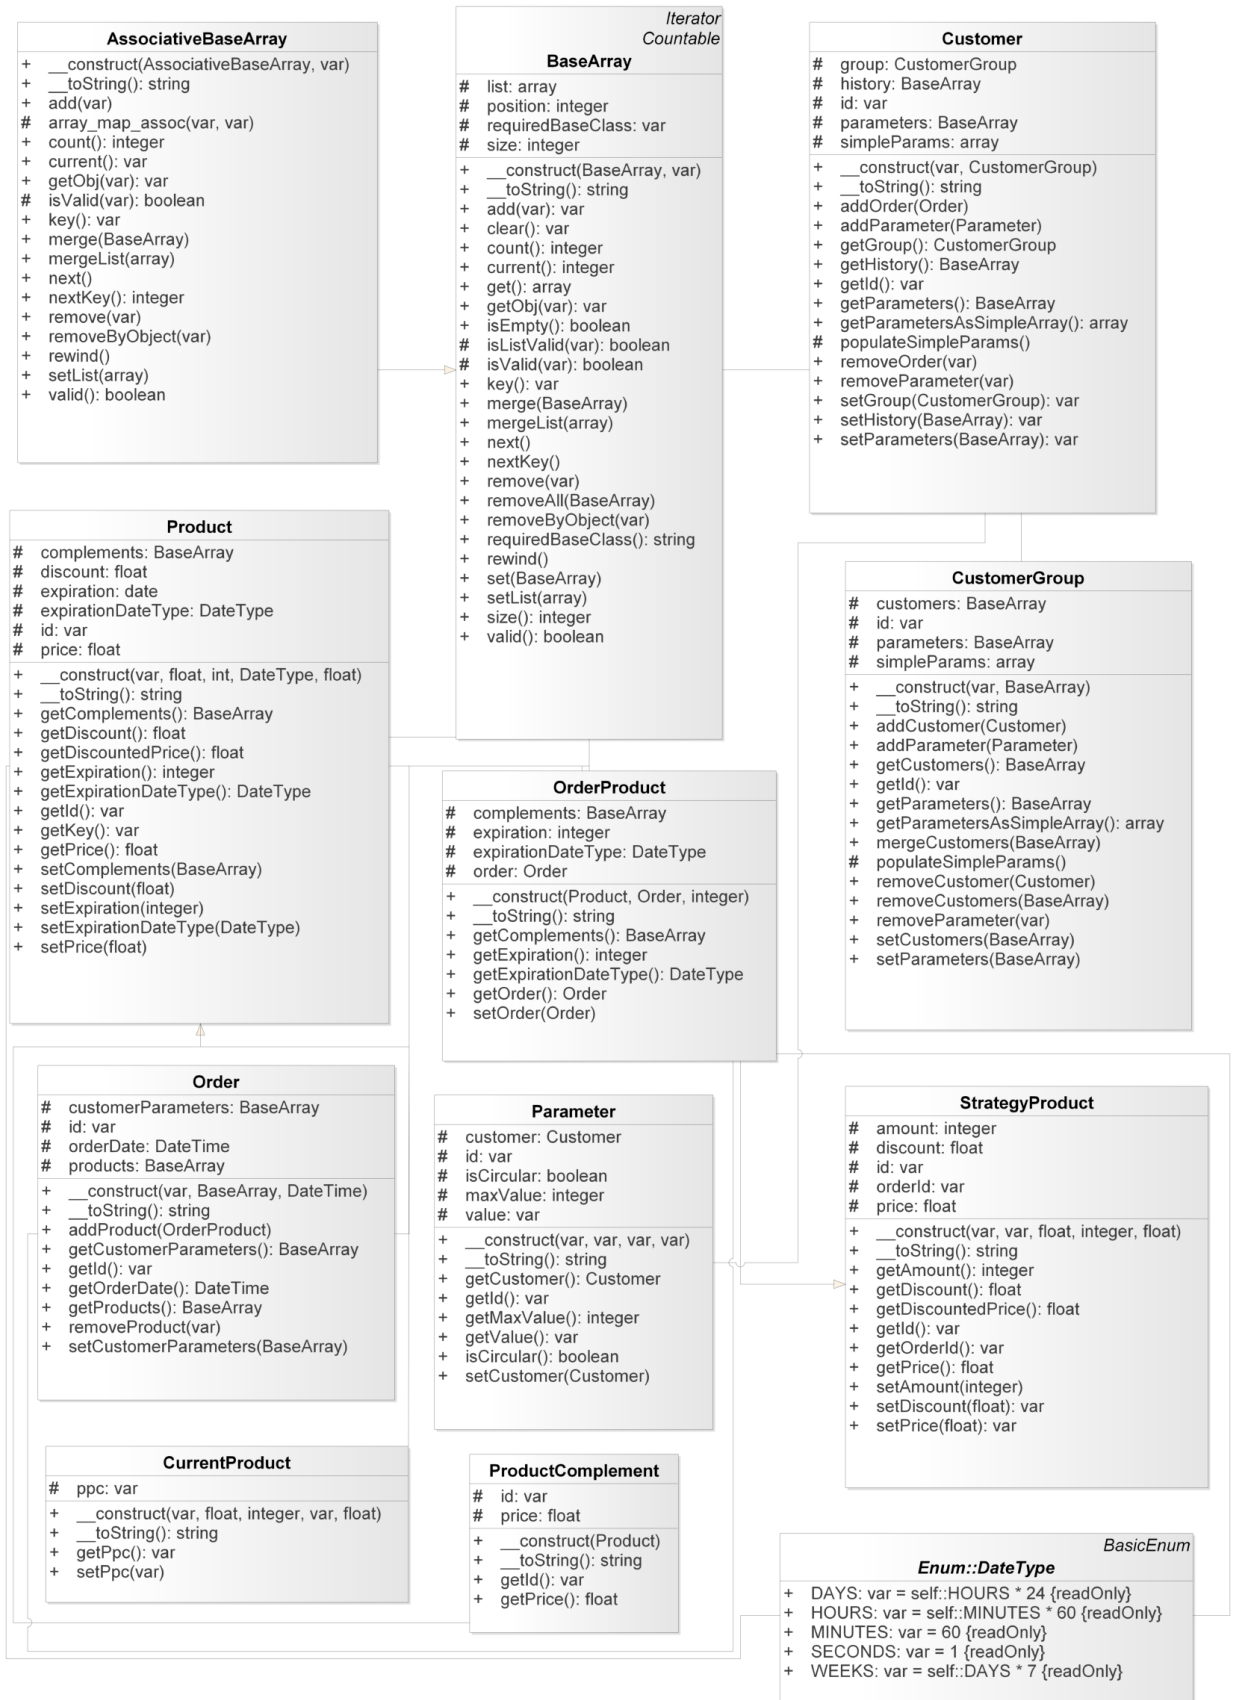 AssociativeBaseArray
+ __construct(AssociativeBaseArray, var)
+ __toString(): string
+ add(var)
# array_map_assoc(var, var)
+ count(): integer
+ current(): var
+ getObj(var): var
# isValid(var): boolean
+ key(): var
+ merge(BaseArray)
+ mergeList(array)
+ next()
+ nextKey(): integer
+ remove(var)
+ removeByObject(var)
+ rewind()
+ setList(array)
+ valid(): boolean
Iterator
Countable
BaseArray
# list: array
# position: integer
# requiredBaseClass: var
# size: integer
+ __construct(BaseArray, var)
+ __toString(): string
+ add(var): var
+ clear(): var
+ count(): integer
+ current(): integer
+ get(): array
+ getObj(var): var
+ isEmpty(): boolean
# isListValid(var): boolean
# isValid(var): boolean
+ key(): var
+ merge(BaseArray)
+ mergeList(array)
+ next()
+ nextKey()
+ remove(var)
+ removeAll(BaseArray)
+ removeByObject(var)
+ requiredBaseClass(): string
+ rewind()
+ set(BaseArray)
+ setList(array)
+ size(): integer
+ valid(): boolean
Customer
# group: CustomerGroup
# history: BaseArray
# id: var
# parameters: BaseArray
# simpleParams: array
+ __construct(var, CustomerGroup)
+ __toString(): string
+ addOrder(Order)
+ addParameter(Parameter)
+ getGroup(): CustomerGroup
+ getHistory(): BaseArray
+ getId(): var
+ getParameters(): BaseArray
+ getParametersAsSimpleArray(): array
# populateSimpleParams()
+ removeOrder(var)
+ removeParameter(var)
+ setGroup(CustomerGroup): var
+ setHistory(BaseArray): var
+ setParameters(BaseArray): var
Product
# complements: BaseArray
# discount: float
# expiration: date
# expirationDateType: DateType
# id: var
# price: float
+ __construct(var, float, int, DateType, float)
+ __toString(): string
+ getComplements(): BaseArray
+ getDiscount(): float
+ getDiscountedPrice(): float
+ getExpiration(): integer
+ getExpirationDateType(): DateType
+ getId(): var
+ getKey(): var
+ getPrice(): float
+ setComplements(BaseArray)
+ setDiscount(float)
+ setExpiration(integer)
+ setExpirationDateType(DateType)
+ setPrice(float)
CustomerGroup
# customers: BaseArray
# id: var
# parameters: BaseArray
# simpleParams: array
+ __construct(var, BaseArray)
+ __toString(): string
+ addCustomer(Customer)
+ addParameter(Parameter)
+ getCustomers(): BaseArray
+ getId(): var
+ getParameters(): BaseArray
+ getParametersAsSimpleArray(): array
+ mergeCustomers(BaseArray)
# populateSimpleParams()
+ removeCustomer(Customer)
+ removeCustomers(BaseArray)
+ removeParameter(var)
+ setCustomers(BaseArray)
+ setParameters(BaseArray)
OrderProduct
# complements: BaseArray
# expiration: integer
# expirationDateType: DateType
# order: Order
+ __construct(Product, Order, integer)
+ __toString(): string
+ getComplements(): BaseArray
+ getExpiration(): integer
+ getExpirationDateType(): DateType
+ getOrder(): Order
+ setOrder(Order)
Order
# customerParameters: BaseArray
# id: var
# orderDate: DateTime
# products: BaseArray
+ __construct(var, BaseArray, DateTime)
+ __toString(): string
+ addProduct(OrderProduct)
+ getCustomerParameters(): BaseArray
+ getId(): var
+ getOrderDate(): DateTime
+ getProducts(): BaseArray
+ removeProduct(var)
+ setCustomerParameters(BaseArray)
Parameter
# customer: Customer
# id: var
# isCircular: boolean
# maxValue: integer
# value: var
+ __construct(var, var, var, var)
+ __toString(): string
+ getCustomer(): Customer
+ getId(): var
+ getMaxValue(): integer
+ getValue(): var
+ isCircular(): boolean
+ setCustomer(Customer)
StrategyProduct
# amount: integer
# discount: float
# id: var
# orderId: var
# price: float
+ __construct(var, var, float, integer, float)
+ __toString(): string
+ getAmount(): integer
+ getDiscount(): float
+ getDiscountedPrice(): float
+ getId(): var
+ getOrderId(): var
+ getPrice(): float
+ setAmount(integer)
+ setDiscount(float): var
+ setPrice(float): var
CurrentProduct
# ppc: var
+ __construct(var, float, integer, var, float)
+ __toString(): string
+ getPpc(): var
+ setPpc(var)
ProductComplement
# id: var
# price: float
+ __construct(Product)
+ __toString(): string
+ getId(): var
+ getPrice(): float
BasicEnum
Enum::DateType
+ DAYS: var = self::HOURS * 24 {readOnly}
+ HOURS: var = self::MINUTES * 60 {readOnly}
+ MINUTES: var = 60 {readOnly}
+ SECONDS: var = 1 {readOnly}
+ WEEKS: var = self::DAYS * 7 {readOnly}